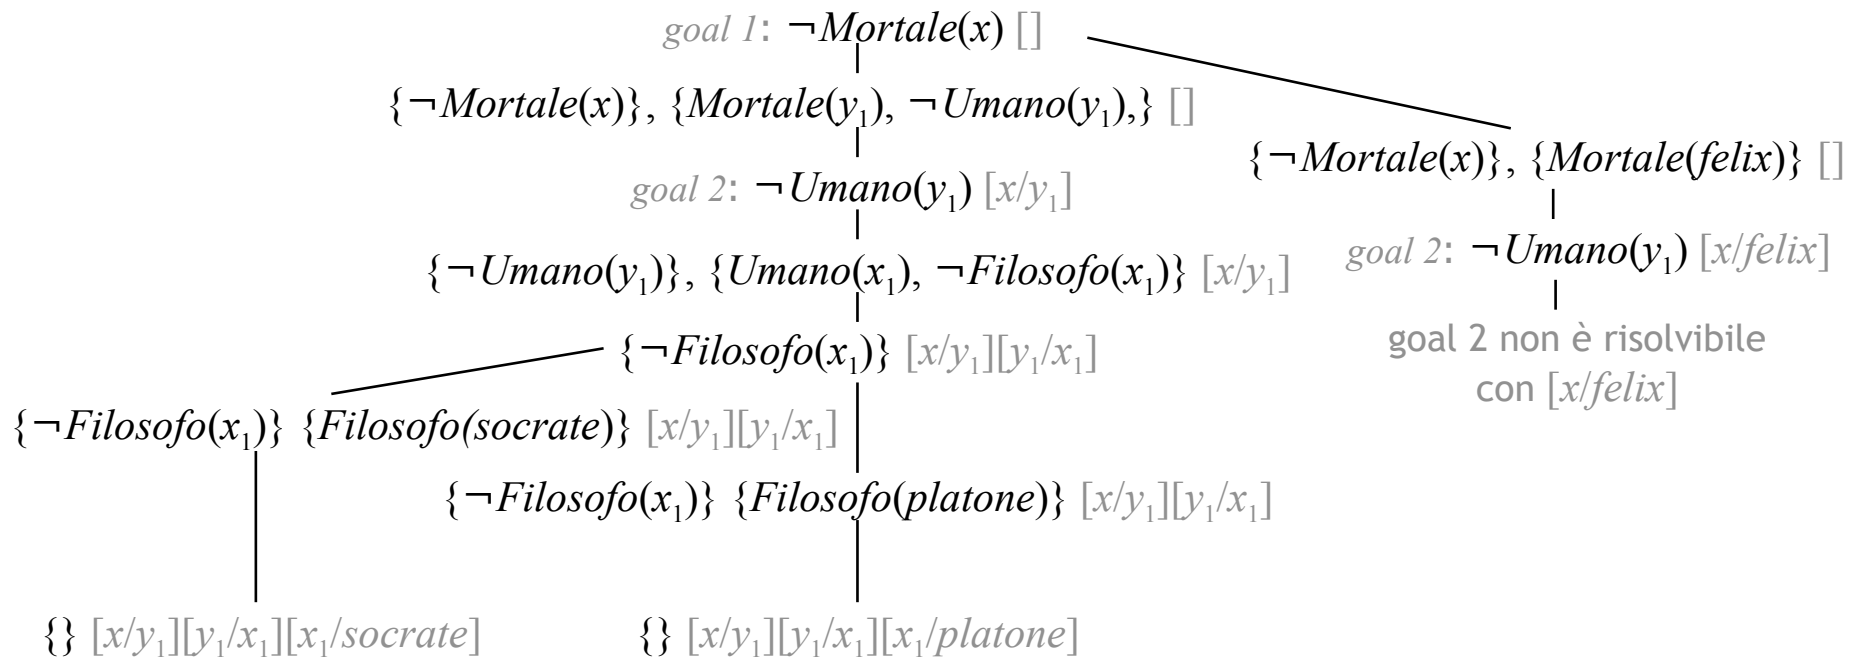 goal 1: ¬Mortale(x) []
{¬Mortale(x)}, {Mortale(y₁), ¬Umano(y₁),} []
{¬Mortale(x)}, {Mortale(felix)} []
goal 2: ¬Umano(y₁) [x/y₁]
goal 2: ¬Umano(y₁) [x/felix]
{¬Umano(y₁)}, {Umano(x₁), ¬Filosofo(x₁)} [x/y₁]
goal 2 non è risolvibile
con [x/felix]
{¬Filosofo(x₁)} [x/y₁][y₁/x₁]
{¬Filosofo(x₁)} {Filosofo(socrate)} [x/y₁][y₁/x₁]
{¬Filosofo(x₁)} {Filosofo(platone)} [x/y₁][y₁/x₁]
{} [x/y₁][y₁/x₁][x₁/socrate]
{} [x/y₁][y₁/x₁][x₁/platone]